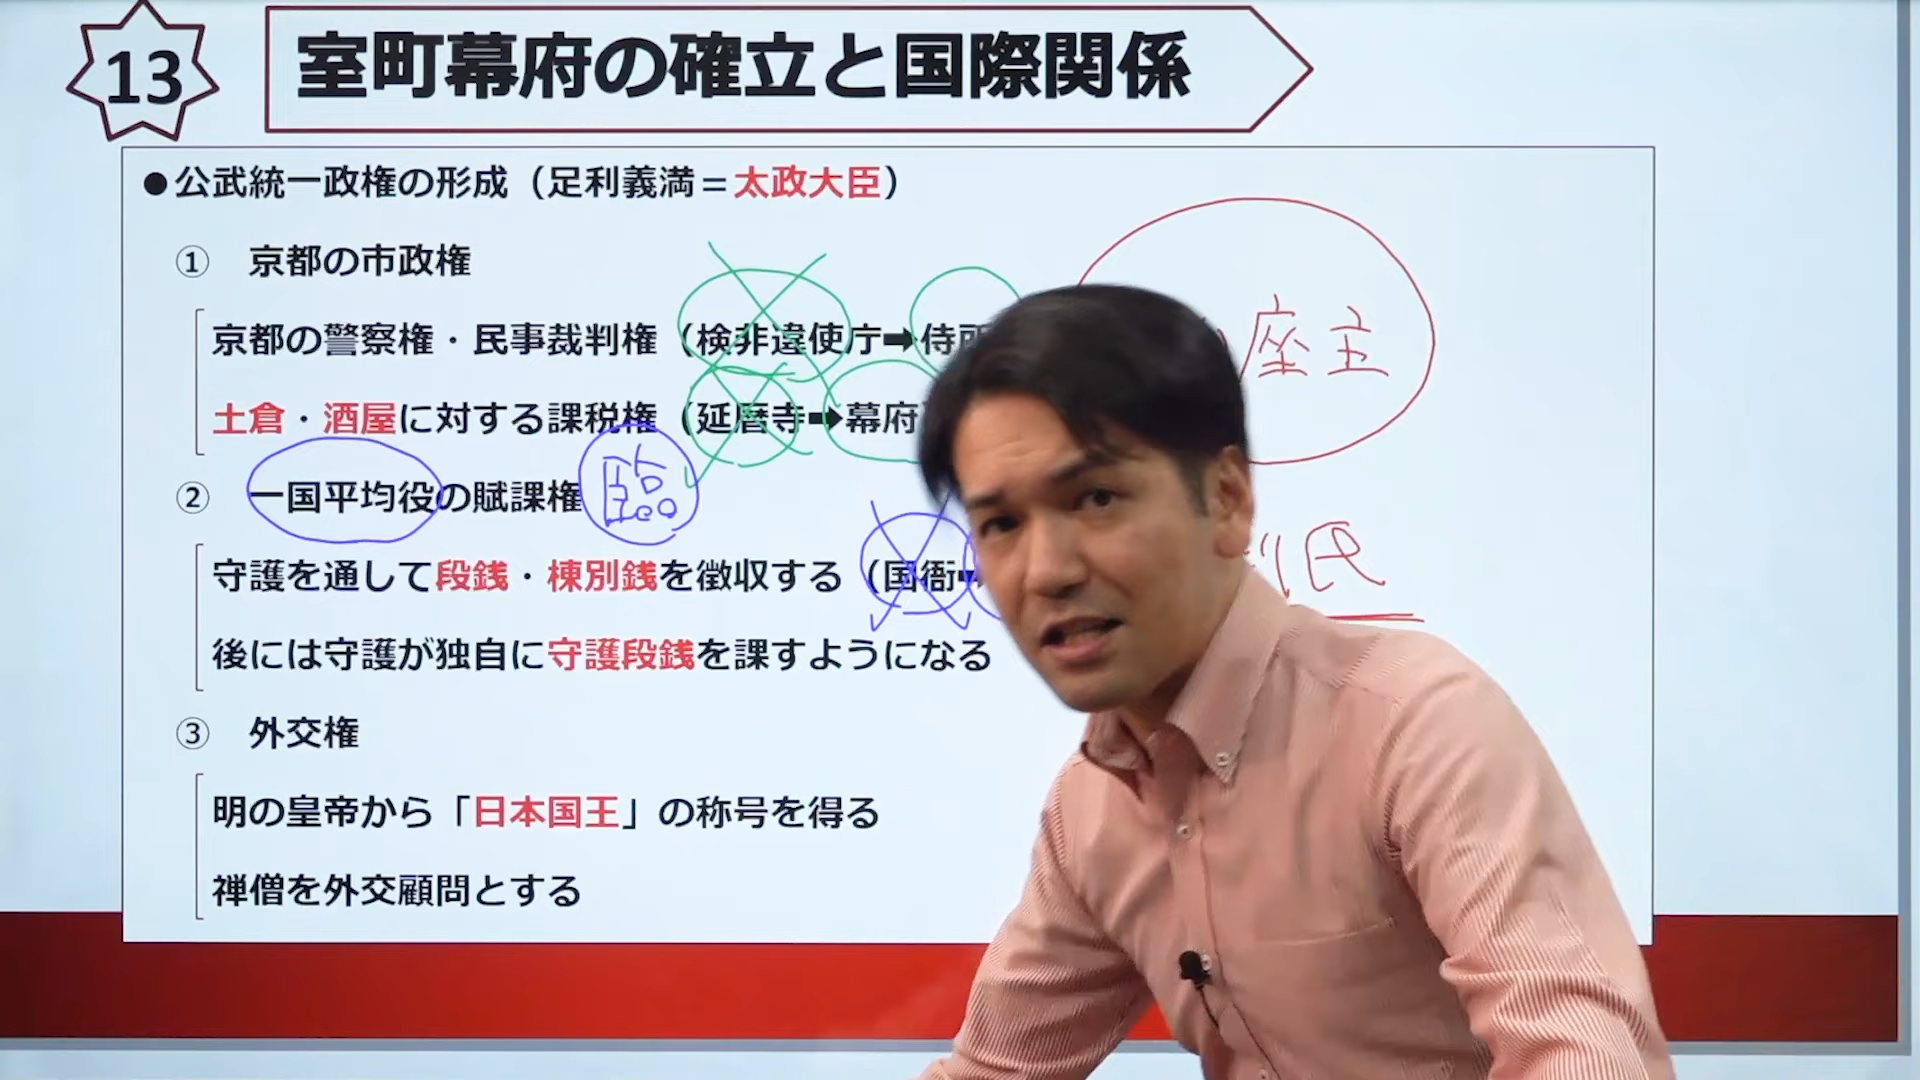 13
室町幕府の確立と国際関係
●公武統一政権の形成（足利義満＝太政大臣）
① 京都の市政権
京都の警察権・民事裁判権（検非違使庁➡侍所
座主
土倉・酒屋に対する課税権（延暦寺➡幕府
② 一国平均役の賦課権
臨
氏
守護を通して段銭・棟別銭を徴収する（国衙➡
後には守護が独自に守護段銭を課すようになる
③ 外交権
明の皇帝から「日本国王」の称号を得る
禅僧を外交顧問とする